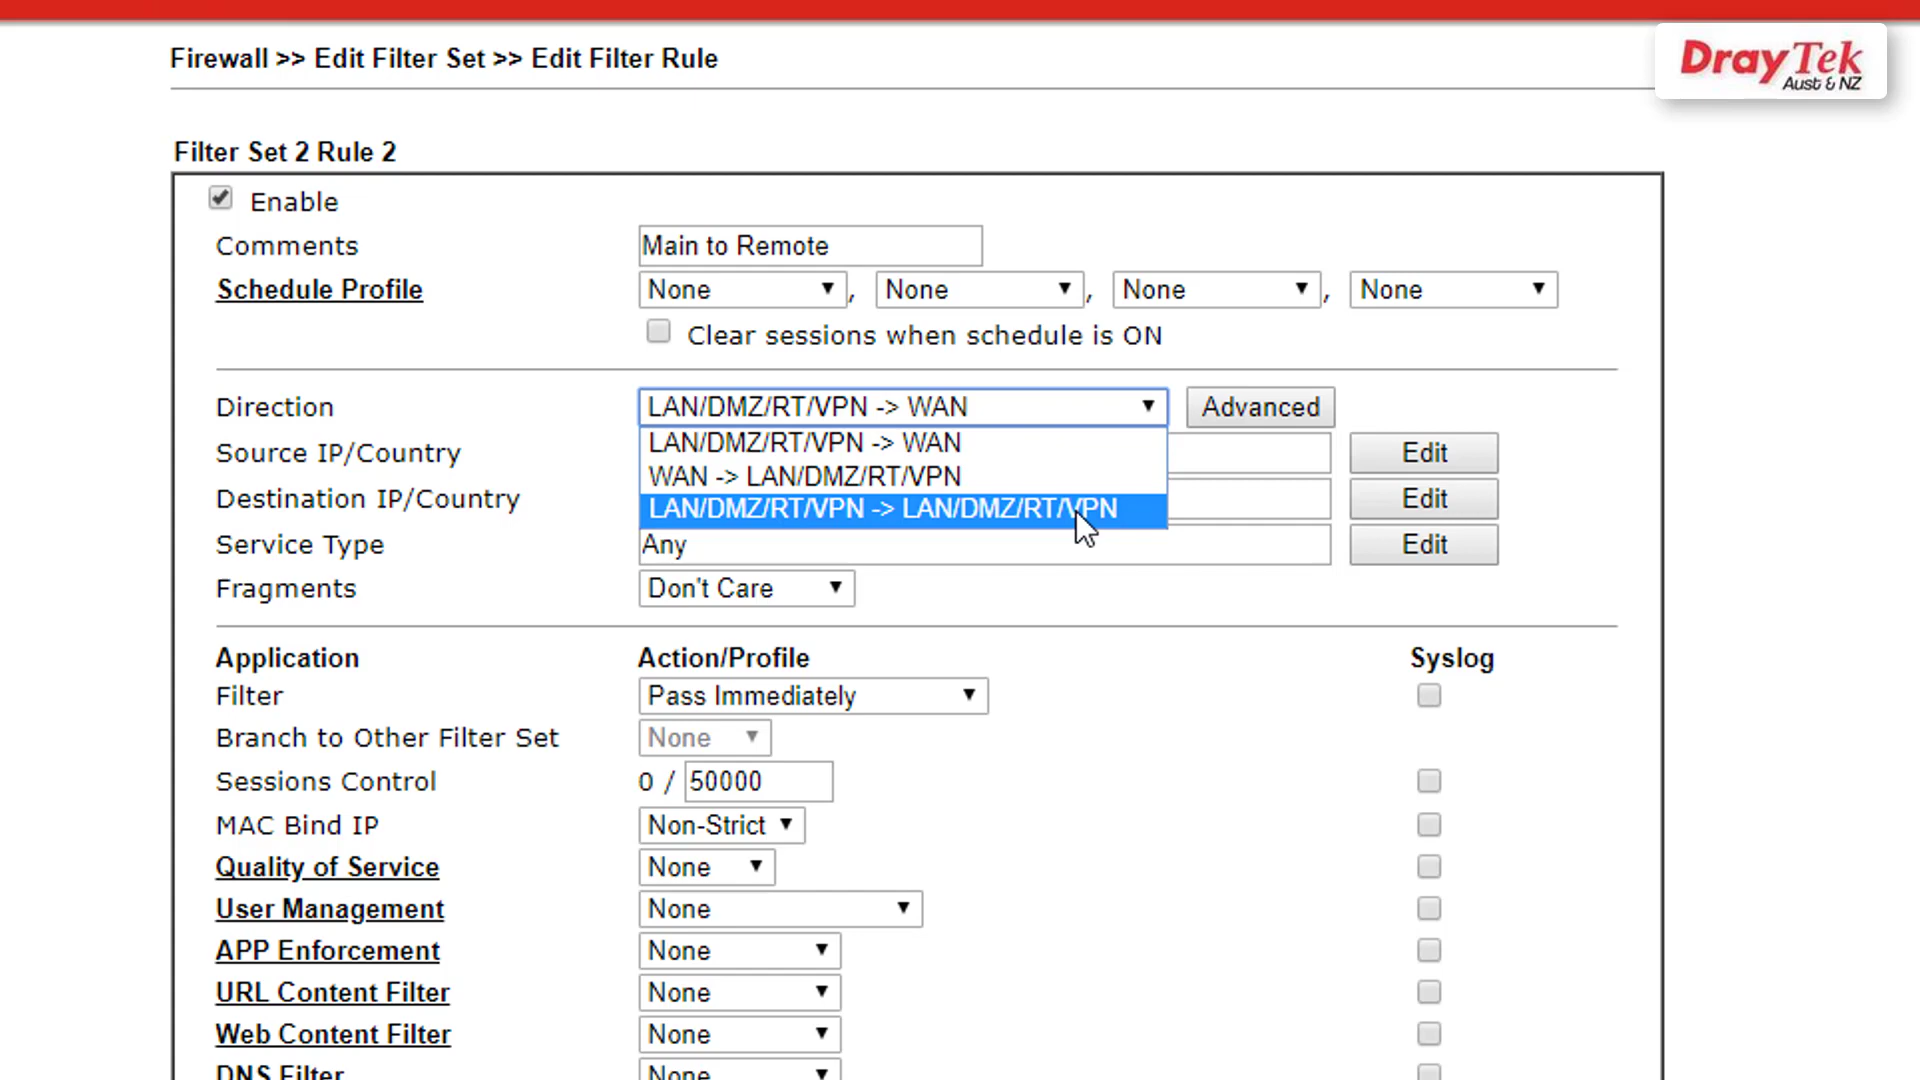 Firewall >> Edit Filter Set >> Edit Filter Rule
DrayTek
Aust & NZ
Filter Set 2 Rule 2
Enable
Comments Main to Remote
Schedule Profile None , None , None , None
Clear sessions when schedule is ON
Direction LAN/DMZ/RT/VPN -> WAN Advanced
LAN/DMZ/RT/VPN -> WAN
Source IP/Country Edit
WAN -> LAN/DMZ/RT/VPN
Destination IP/Country Edit
LAN/DMZ/RT/VPN -> LAN/DMZ/RT/VPN
Service Type Any Edit
Fragments Don't Care
Application Action/Profile Syslog
Filter Pass Immediately
Branch to Other Filter Set None
Sessions Control 0 / 50000
MAC Bind IP Non-Strict
Quality of Service None
User Management None
APP Enforcement None
URL Content Filter None
Web Content Filter None
DNS Filter None